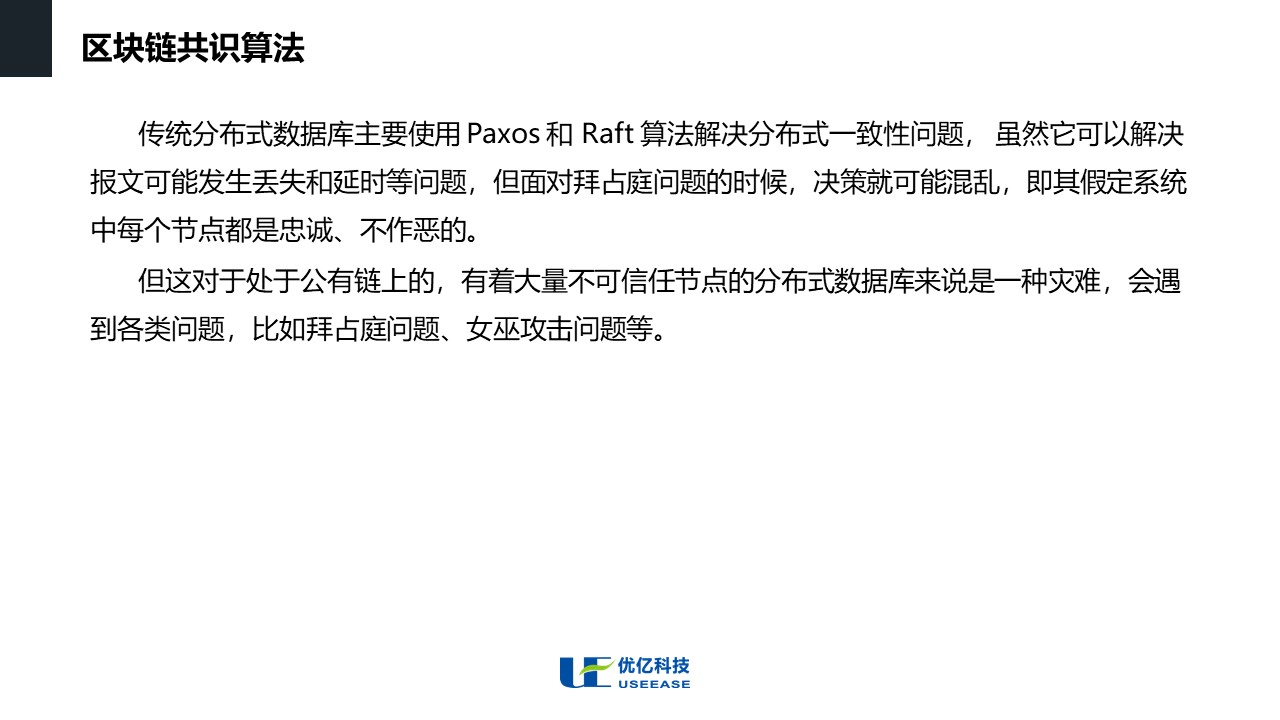 区块链共识算法
传统分布式数据库主要使用 Paxos 和 Raft 算法解决分布式一致性问题， 虽然它可以解决
报文可能发生丢失和延时等问题，但面对拜占庭问题的时候，决策就可能混乱，即其假定系统
中每个节点都是忠诚、不作恶的。
但这对于处于公有链上的，有着大量不可信任节点的分布式数据库来说是一种灾难，会遇
到各类问题，比如拜占庭问题、女巫攻击问题等。
UE 优亿科技
USEEASE